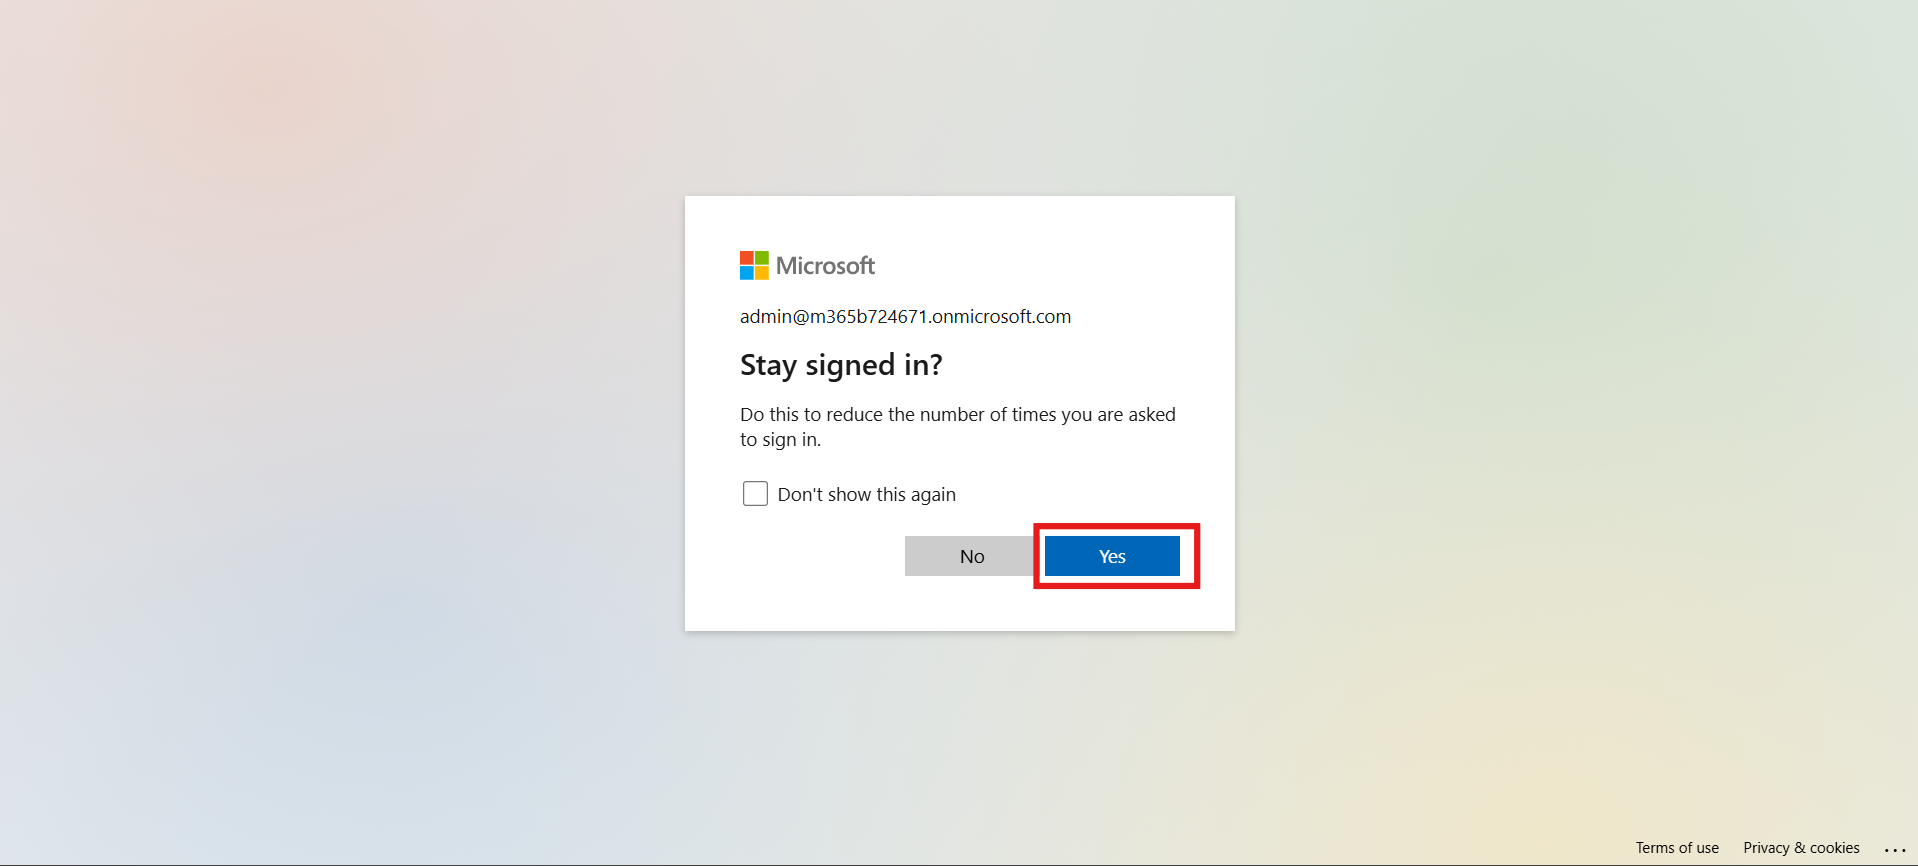 Microsoft
admin@m365b724671.onmicrosoft.com
Stay signed in?
Do this to reduce the number of times you are asked
to sign in.
Don't show this again
No
Yes
Terms of use
Privacy & cookies
...